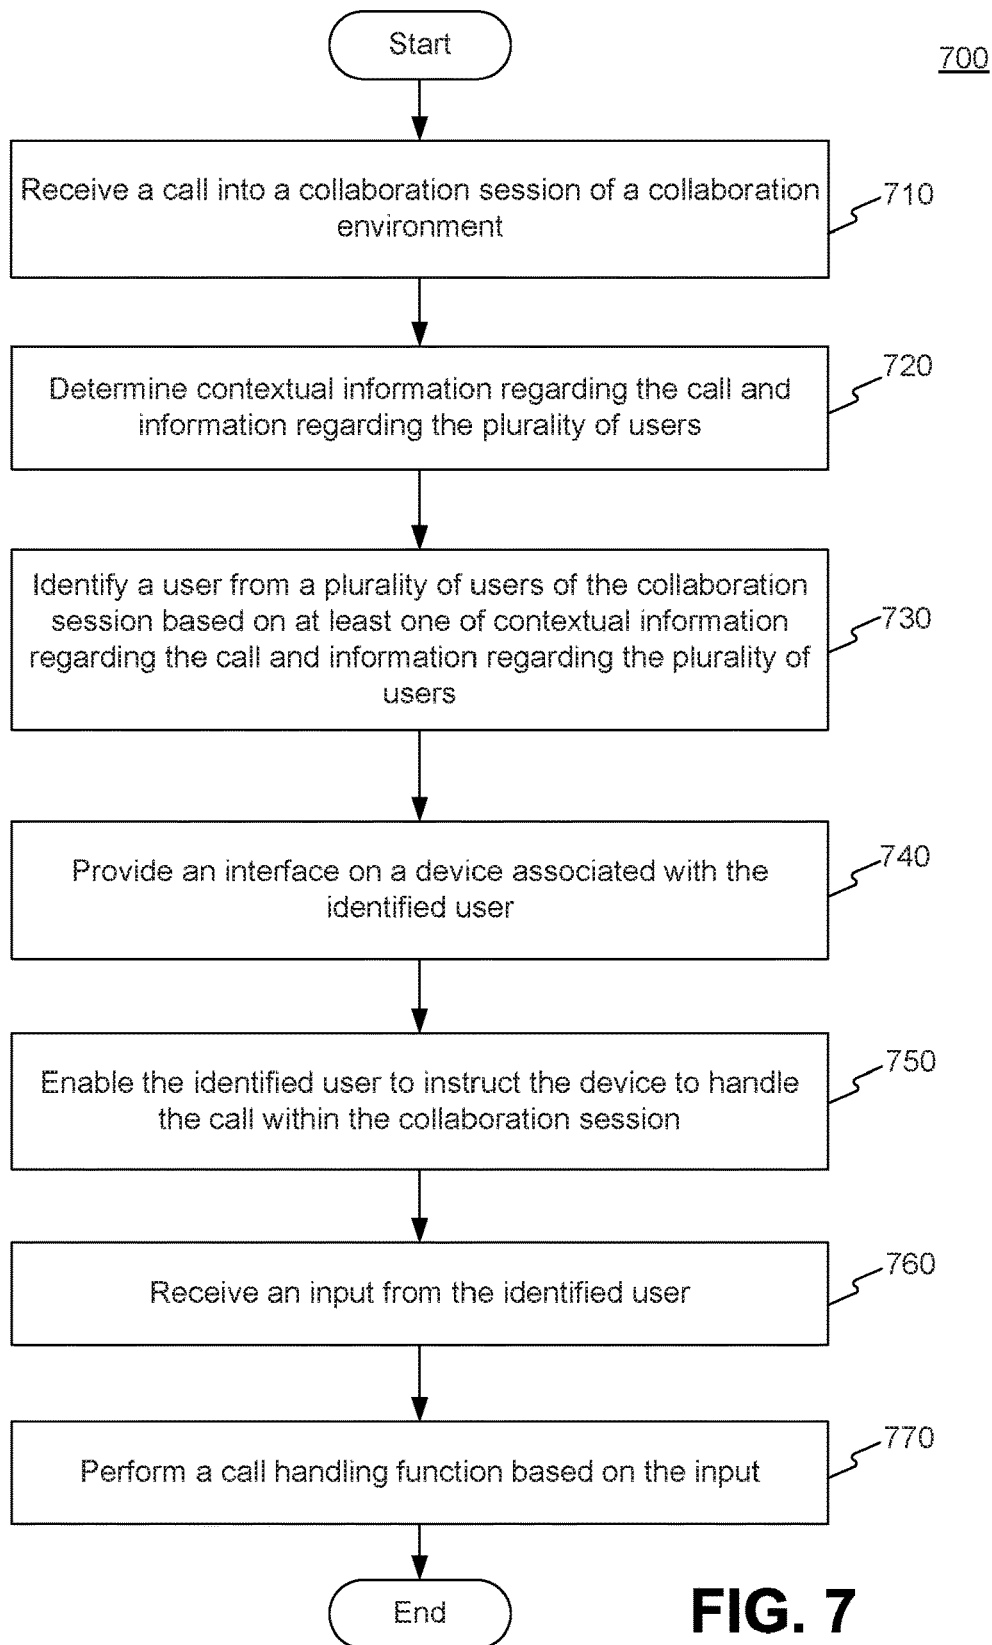 Start
700
Receive a call into a collaboration session of a collaboration
environment
710
Determine contextual information regarding the call and
information regarding the plurality of users
720
Identify a user from a plurality of users of the collaboration
session based on at least one of contextual information
regarding the call and information regarding the plurality of
users
730
Provide an interface on a device associated with the
identified user
740
Enable the identified user to instruct the device to handle
the call within the collaboration session
750
Receive an input from the identified user
760
Perform a call handling function based on the input
770
End
FIG. 7